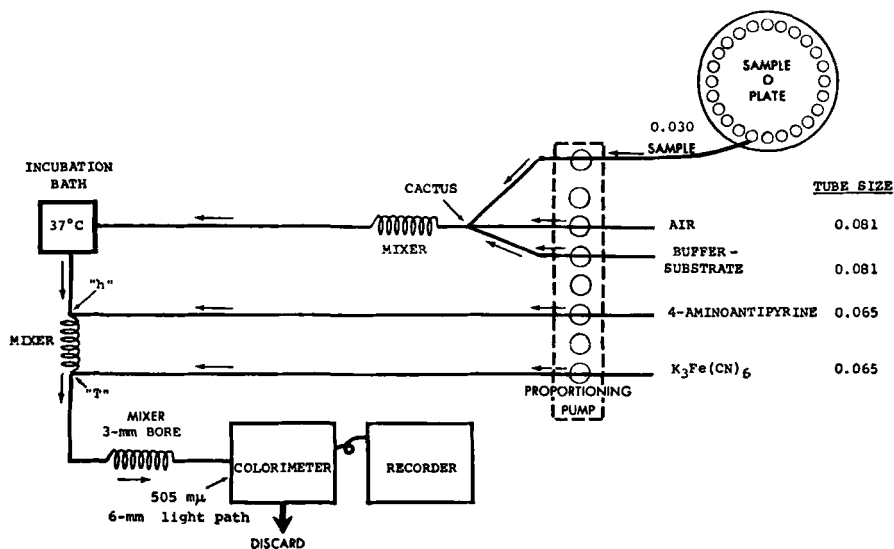 SAMPLE
PLATE
0.030
SAMPLE
TUBE SIZE
INCUBATION
BATH
37°C
CACTUS
MIXER
AIR
0.081
BUFFER-
SUBSTRATE
0.081
"h"
4-AMINOANTIPYRINE
0.065
MIXER
"T"
K3Fe(CN)6
0.065
PROPORTIONING
PUMP
MIXER
3-mm BORE
COLORIMETER
RECORDER
505 mµ
6-mm light path
DISCARD